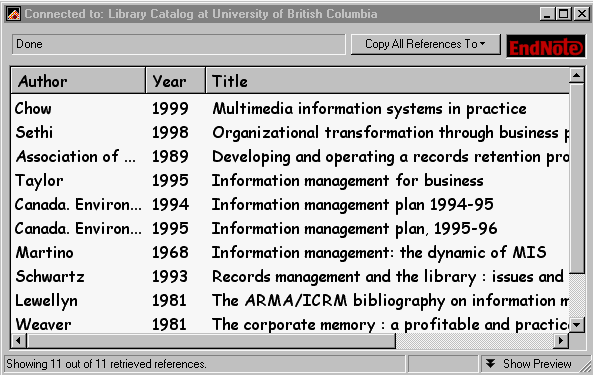 Connected to: Library Catalog at University of British Columbia
Done Copy All References To EndNote
Author Year Title
Chow 1999 Multimedia information systems in practice
Sethi 1998 Organizational transformation through business p
Association of ... 1989 Developing and operating a records retention pro
Taylor 1995 Information management for business
Canada. Environ... 1994 Information management plan 1994-95
Canada. Environ... 1995 Information management plan, 1995-96
Martino 1968 Information management: the dynamic of MIS
Schwartz 1993 Records management and the library : issues and
Lewellyn 1981 The ARMA/ICRM bibliography on information m
Weaver 1981 The corporate memory : a profitable and practic
Showing 11 out of 11 retrieved references. Show Preview